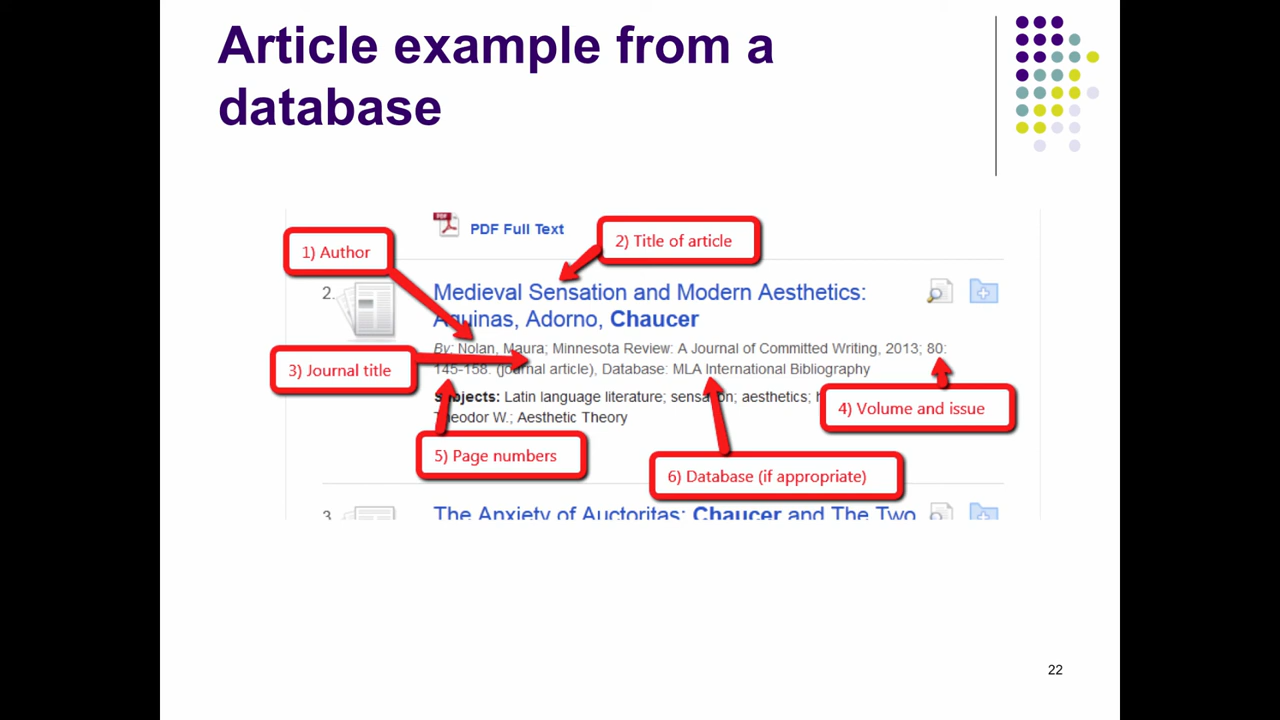 Article example from a
database
PDF
PDF Full Text
1) Author
2) Title of article
2.
Medieval Sensation and Modern Aesthetics:
Aquinas, Adorno, Chaucer
By: Nolan, Maura; Minnesota Review: A Journal of Committed Writing, 2013; 80:
3) Journal title
145-158. (journal article), Database: MLA International Bibliography
Subjects: Latin language literature; sensation; aesthetics;
4) Volume and issue
Theodor W.; Aesthetic Theory
5) Page numbers
6) Database (if appropriate)
3.
The Anxiety of Auctoritas: Chaucer and The Two
22